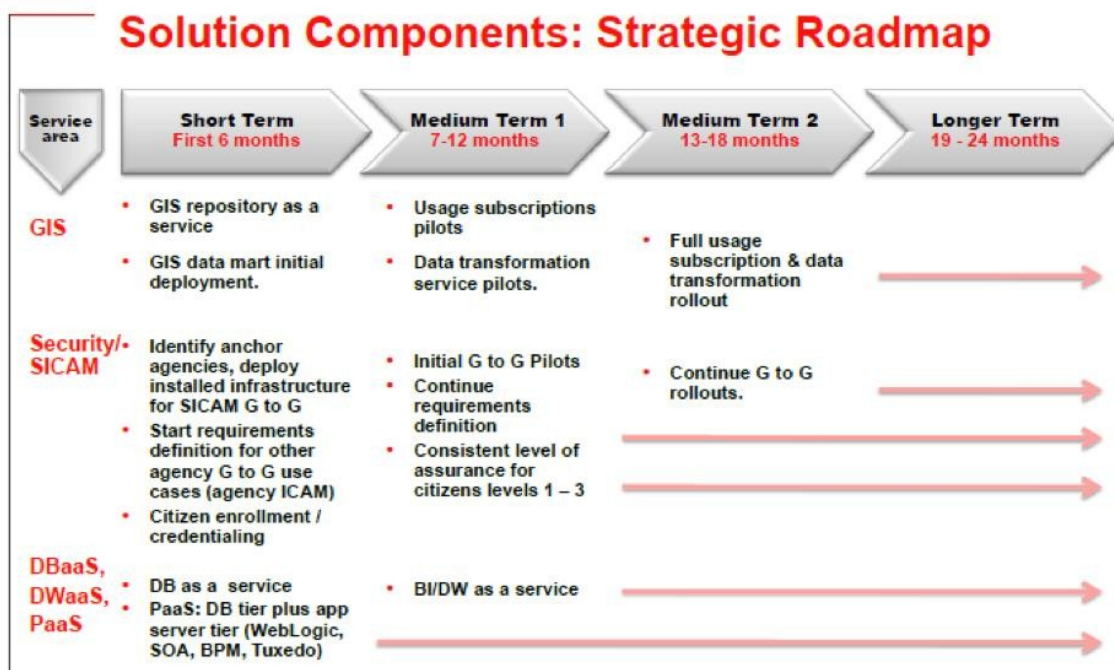 Solution Components: Strategic Roadmap
Service
area
Short Term
First 6 months
Medium Term 1
7-12 months
Medium Term 2
13-18 months
Longer Term
19 - 24 months
GIS
• GIS repository as a
service
• GIS data mart initial
deployment.
• Usage subscriptions
pilots
• Data transformation
service pilots.
• Full usage
subscription & data
transformation
rollout
Security/
SICAM
• Identify anchor
agencies, deploy
installed infrastructure
for SICAM G to G
• Start requirements
definition for other
agency G to G use
cases (agency ICAM)
• Citizen enrollment /
credentialing
• Initial G to G Pilots
• Continue
requirements
definition
• Consistent level of
assurance for
citizens levels 1 – 3
• Continue G to G
rollouts.
DBaaS,
DWaaS,
PaaS
• DB as a service
• PaaS: DB tier plus app
server tier (WebLogic,
SOA, BPM, Tuxedo)
• BI/DW as a service